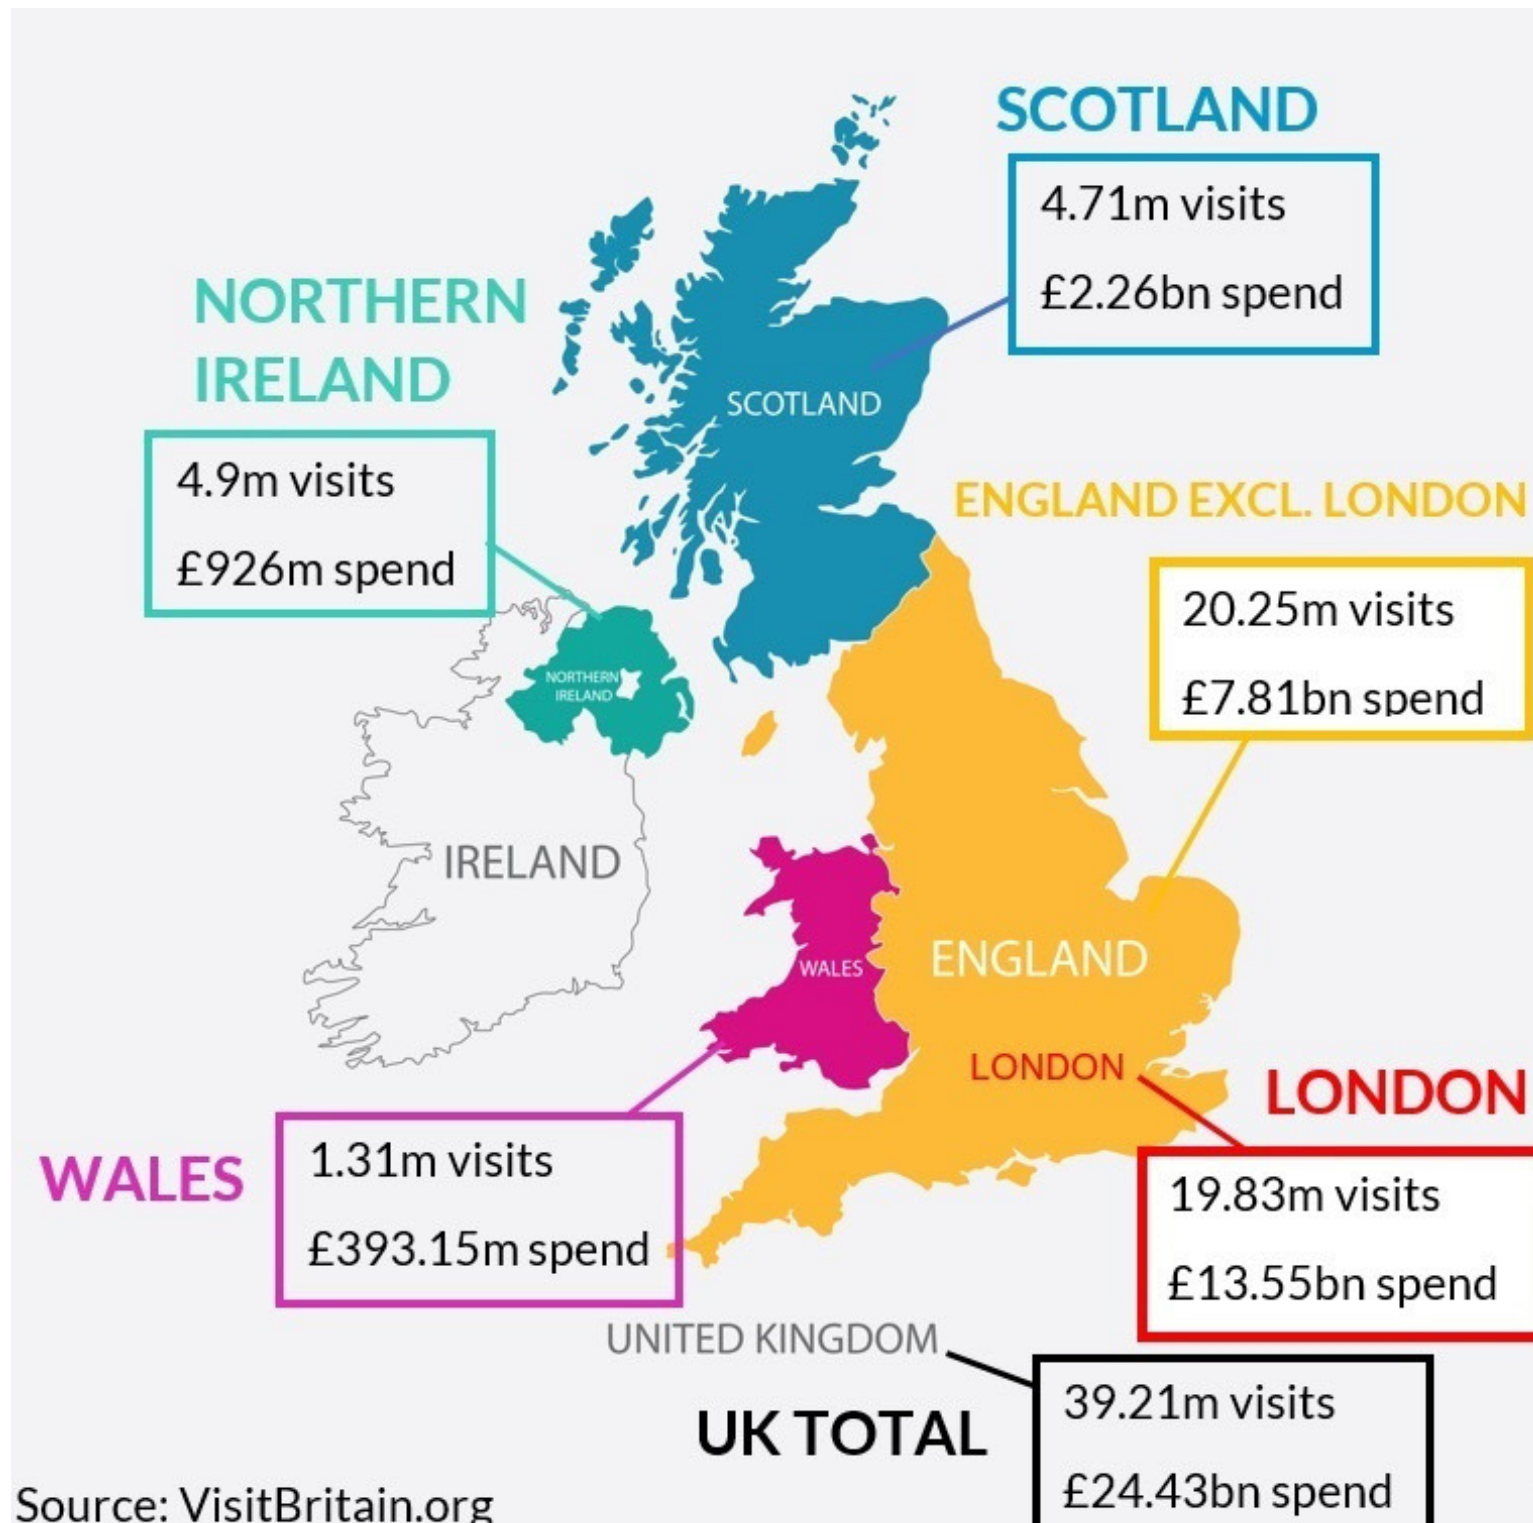 SCOTLAND
4.71m visits
£2.26bn spend
NORTHERN
IRELAND
4.9m visits
£926m spend
SCOTLAND
ENGLAND EXCL. LONDON
20.25m visits
£7.81bn spend
NORTHERN
IRELAND
IRELAND
WALES
ENGLAND
LONDON
LONDON
19.83m visits
£13.55bn spend
WALES
1.31m visits
£393.15m spend
UNITED KINGDOM
UK TOTAL
39.21m visits
£24.43bn spend
Source: VisitBritain.org